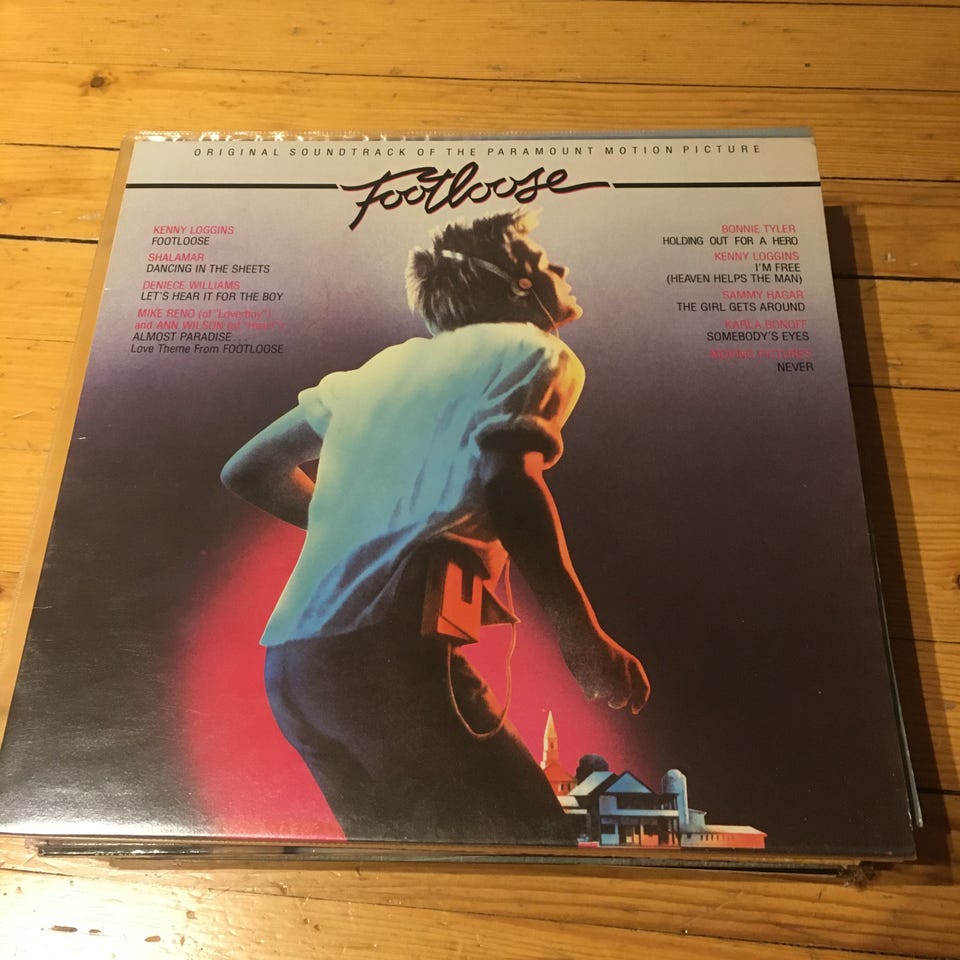 ORIGINAL SOUNDTRACK OF THE PARAMOUNT MOTION PICTURE
Footloose
KENNY LOGGINS
FOOTLOOSE
SHALAMAR
DANCING IN THE SHEETS
DENIECE WILLIAMS
LET'S HEAR IT FOR THE BOY
MIKE RENO (of "Loverboy")
and ANN WILSON (of "Heart")
ALMOST PARADISE...
Love Theme From FOOTLOOSE
BONNIE TYLER
HOLDING OUT FOR A HERO
KENNY LOGGINS
I'M FREE
(HEAVEN HELPS THE MAN)
SAMMY HAGAR
THE GIRL GETS AROUND
KARLA BONOFF
SOMEBODY'S EYES
MOVING PICTURES
NEVER